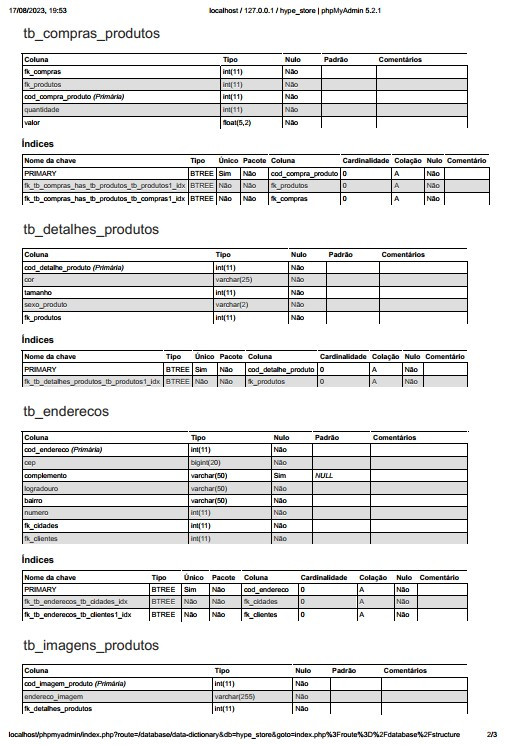 17/08/2023, 19:53 localhost / 127.0.0.1 / hype_store | phpMyAdmin 5.2.1
tb_compras_produtos
Coluna Tipo Nulo Padrão Comentários
fk_compras int(11) Não
fk_produtos int(11) Não
cod_compra_produto (Primária) int(11) Não
quantidade int(11) Não
valor float(5,2) Não
Índices
Nome da chave Tipo Único Pacote Coluna Cardinalidade Colação Nulo Comentário
PRIMARY BTREE Sim Não cod_compra_produto 0 A Não
fk_tb_compras_has_tb_produtos_tb_produtos1_idx BTREE Não Não fk_produtos 0 A Não
fk_tb_compras_has_tb_produtos_tb_compras1_idx BTREE Não Não fk_compras 0 A Não
tb_detalhes_produtos
Coluna Tipo Nulo Padrão Comentários
cod_detalhe_produto (Primária) int(11) Não
cor varchar(25) Não
tamanho int(11) Não
sexo_produto varchar(2) Não
fk_produtos int(11) Não
Índices
Nome da chave Tipo Único Pacote Coluna Cardinalidade Colação Nulo Comentário
PRIMARY BTREE Sim Não cod_detalhe_produto 0 A Não
fk_tb_detalhes_produtos_tb_produtos1_idx BTREE Não Não fk_produtos 0 A Não
tb_enderecos
Coluna Tipo Nulo Padrão Comentários
cod_endereco (Primária) int(11) Não
cep bigint(20) Não
complemento varchar(50) Sim NULL
logradouro varchar(50) Não
bairro varchar(50) Não
numero int(11) Não
fk_cidades int(11) Não
fk_clientes int(11) Não
Índices
Nome da chave Tipo Único Pacote Coluna Cardinalidade Colação Nulo Comentário
PRIMARY BTREE Sim Não cod_endereco 0 A Não
fk_tb_enderecos_tb_cidades_idx BTREE Não Não fk_cidades 0 A Não
fk_tb_enderecos_tb_clientes1_idx BTREE Não Não fk_clientes 0 A Não
tb_imagens_produtos
Coluna Tipo Nulo Padrão Comentários
cod_imagem_produto (Primária) int(11) Não
endereco_imagem varchar(255) Não
fk_detalhes_produtos int(11) Não
localhost/phpmyadmin/index.php?route=/database/data-dictionary&db=hype_store&goto=index.php%3Froute%3D%2Fdatabase%2Fstructure 2/3